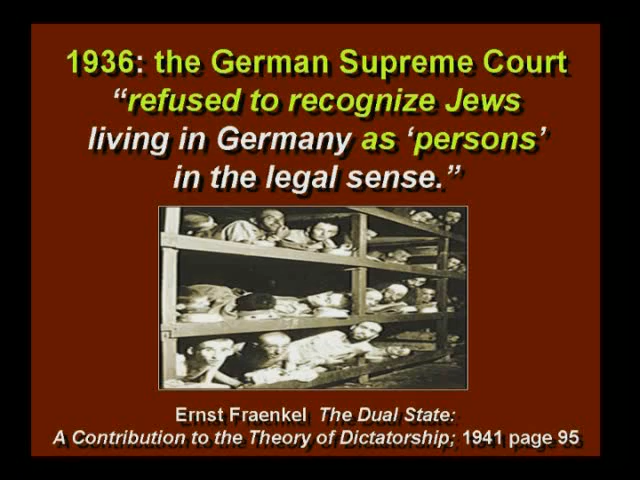 1936: the German Supreme Court
“refused to recognize Jews
living in Germany as ‘persons’
in the legal sense.”
Ernst Fraenkel The Dual State:
A Contribution to the Theory of Dictatorship; 1941 page 95